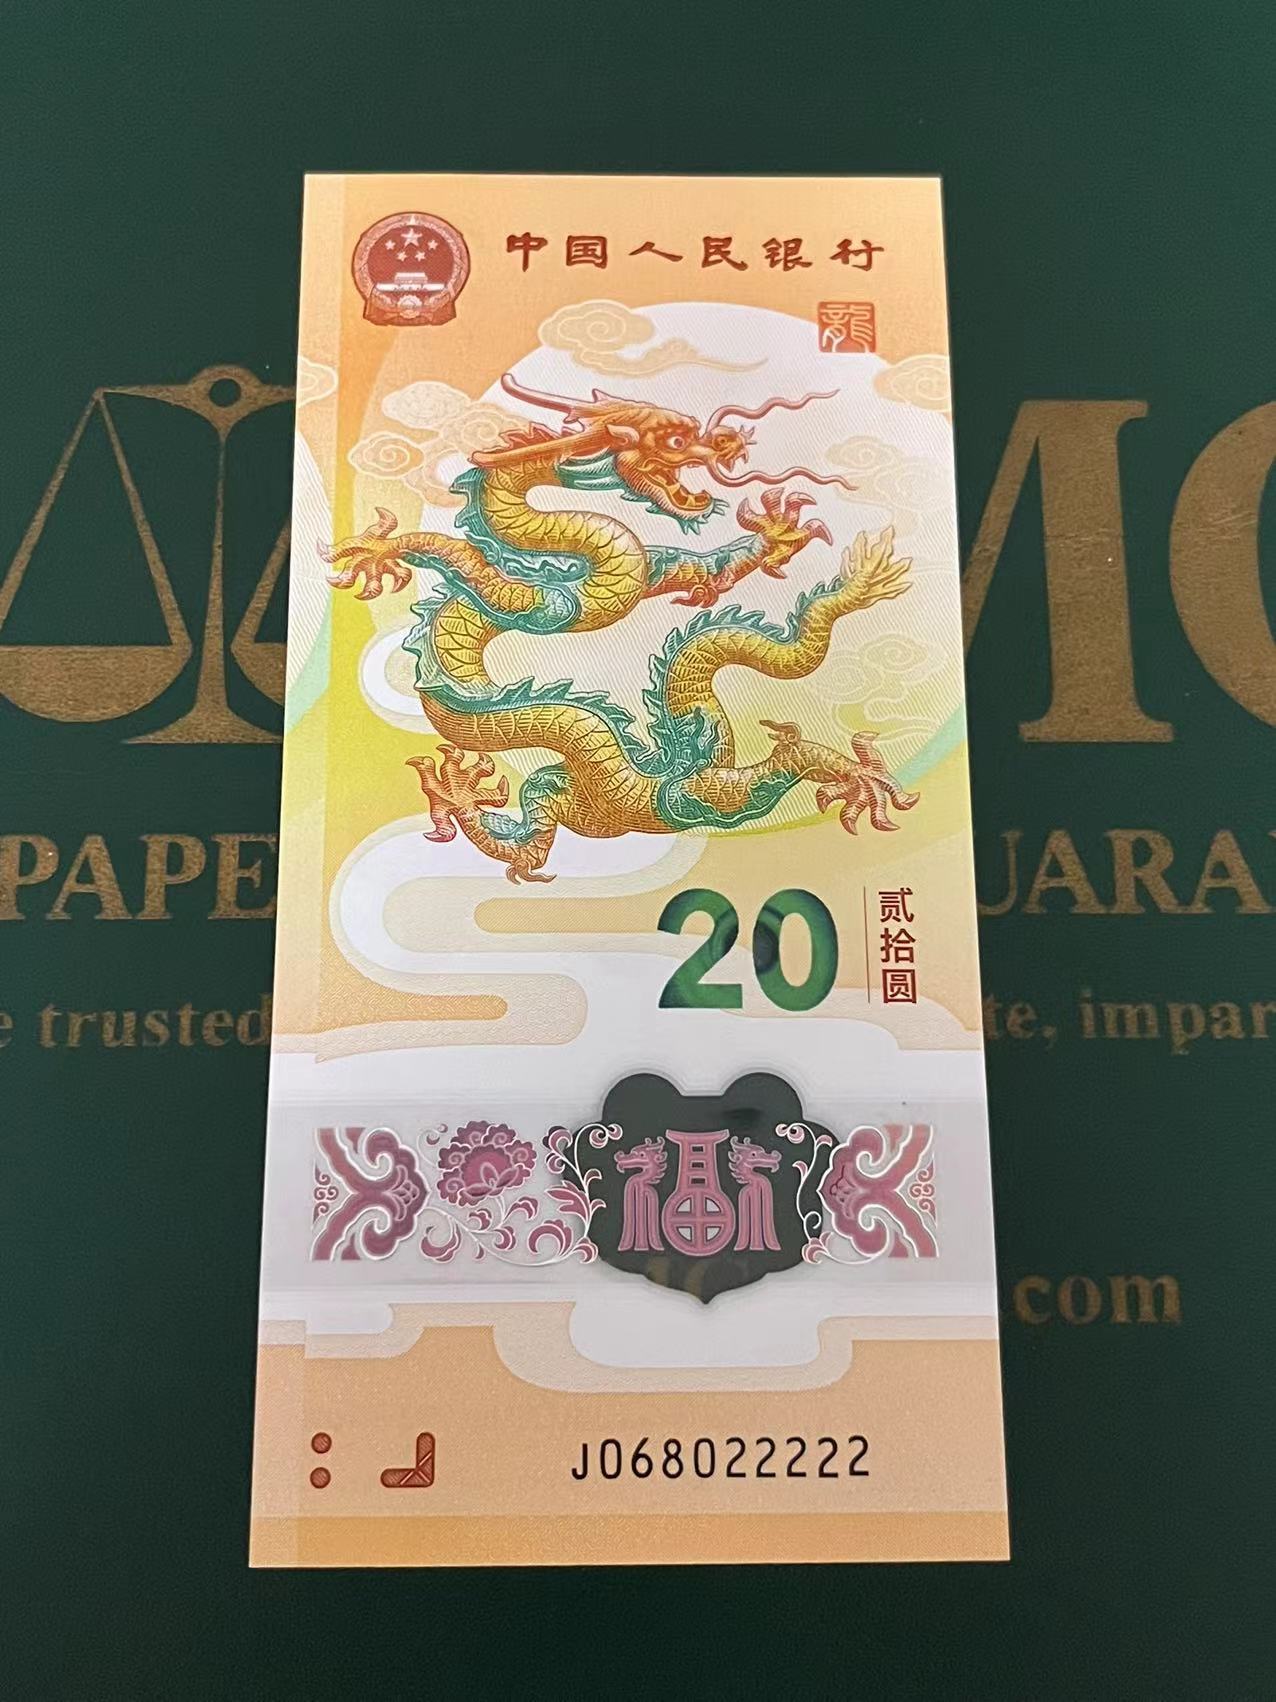 中国人民银行
龍
MG
PAPE
UARA
20
贰拾圆
e trusted
te, impar
福
com
J068022222